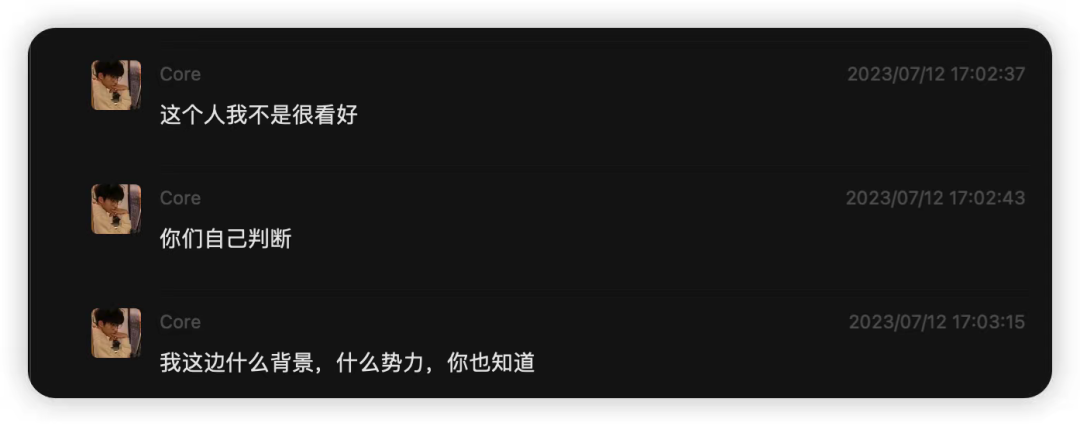 Core 2023/07/12 17:02:37
这个人我不是很看好
Core 2023/07/12 17:02:43
你们自己判断
Core 2023/07/12 17:03:15
我这边什么背景，什么势力，你也知道